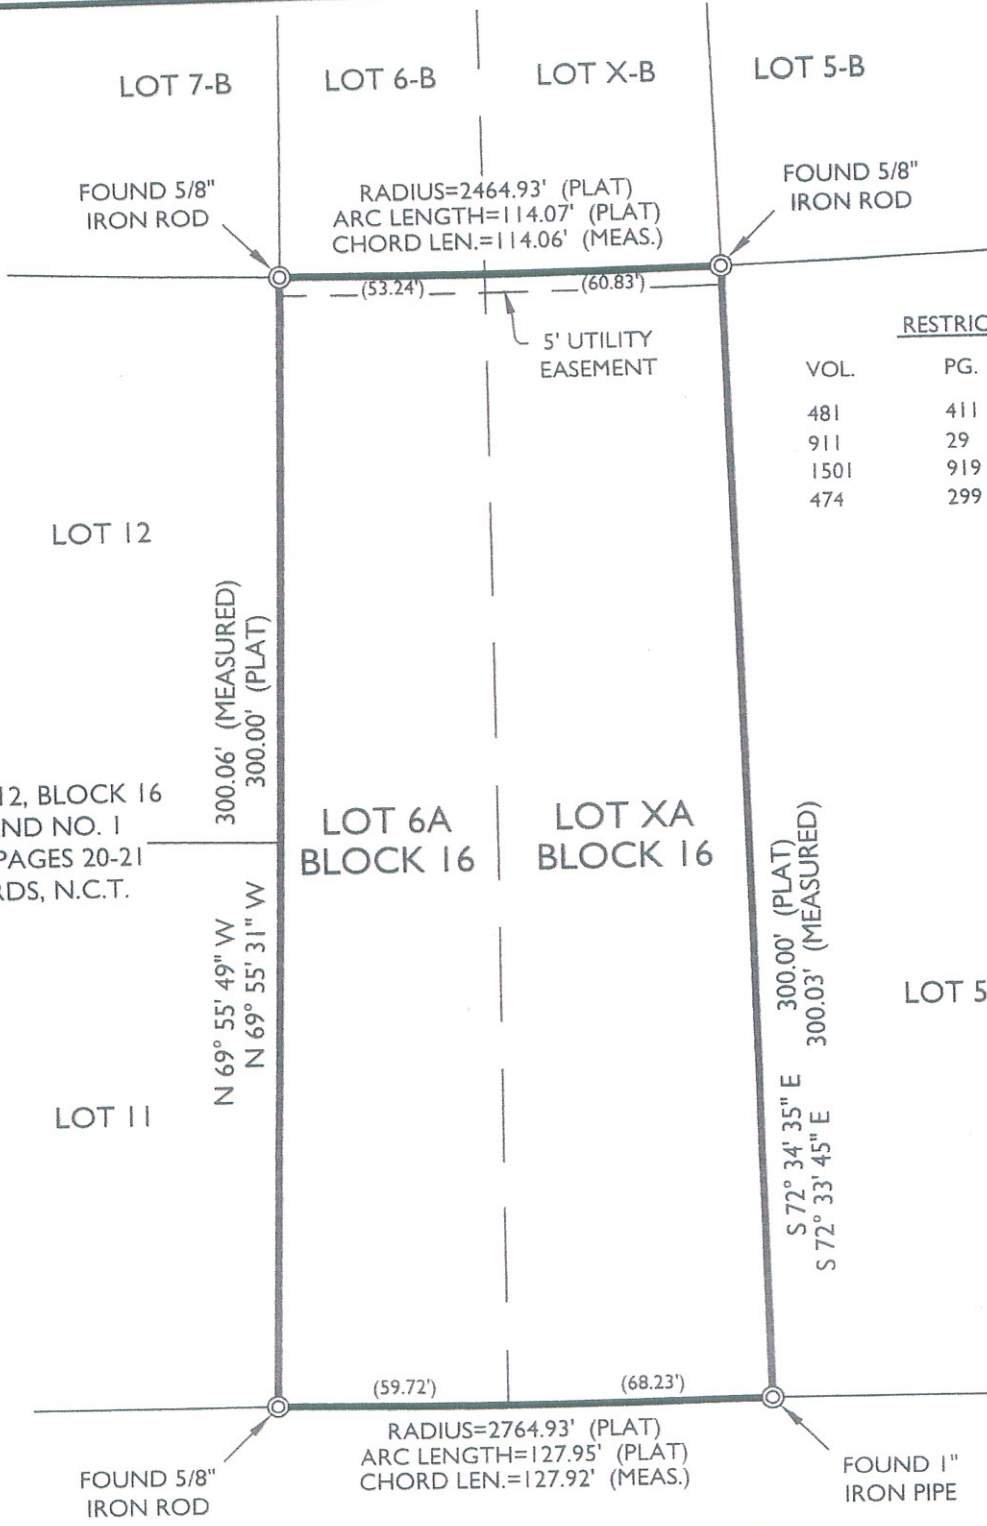 LOT 7-B
LOT 6-B
LOT X-B
LOT 5-B
FOUND 5/8"
IRON ROD
RADIUS=2464.93' (PLAT)
ARC LENGTH=114.07' (PLAT)
CHORD LEN.=114.06' (MEAS.)
FOUND 5/8"
IRON ROD
(53.24')
(60.83')
5' UTILITY
EASEMENT
RESTRIC
VOL. PG.
481 411
911 29
1501 919
474 299
LOT 12
300.06' (MEASURED)
300.00' (PLAT)
12, BLOCK 16
ND NO. 1
PAGES 20-21
RDS, N.C.T.
LOT 6A
BLOCK 16
LOT XA
BLOCK 16
300.00' (PLAT)
300.03' (MEASURED)
N 69° 55' 49" W
N 69° 55' 31" W
LOT 5
LOT 11
S 72° 34' 35" E
S 72° 33' 45" E
(59.72')
(68.23')
RADIUS=2764.93' (PLAT)
ARC LENGTH=127.95' (PLAT)
CHORD LEN.=127.92' (MEAS.)
FOUND 5/8"
IRON ROD
FOUND 1"
IRON PIPE